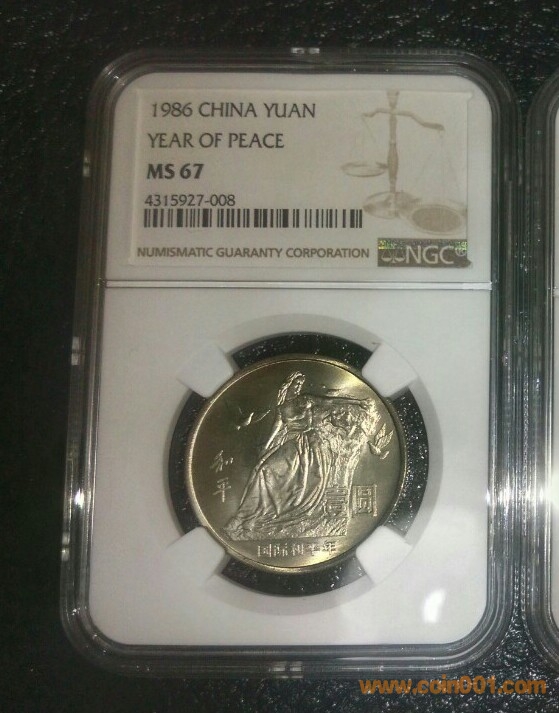 1986 CHINA YUAN
YEAR OF PEACE
MS 67
4315927-008
NUMISMATIC GUARANTY CORPORATION
NGC®
和平
壹圆
国际和平年
www.coin001.com